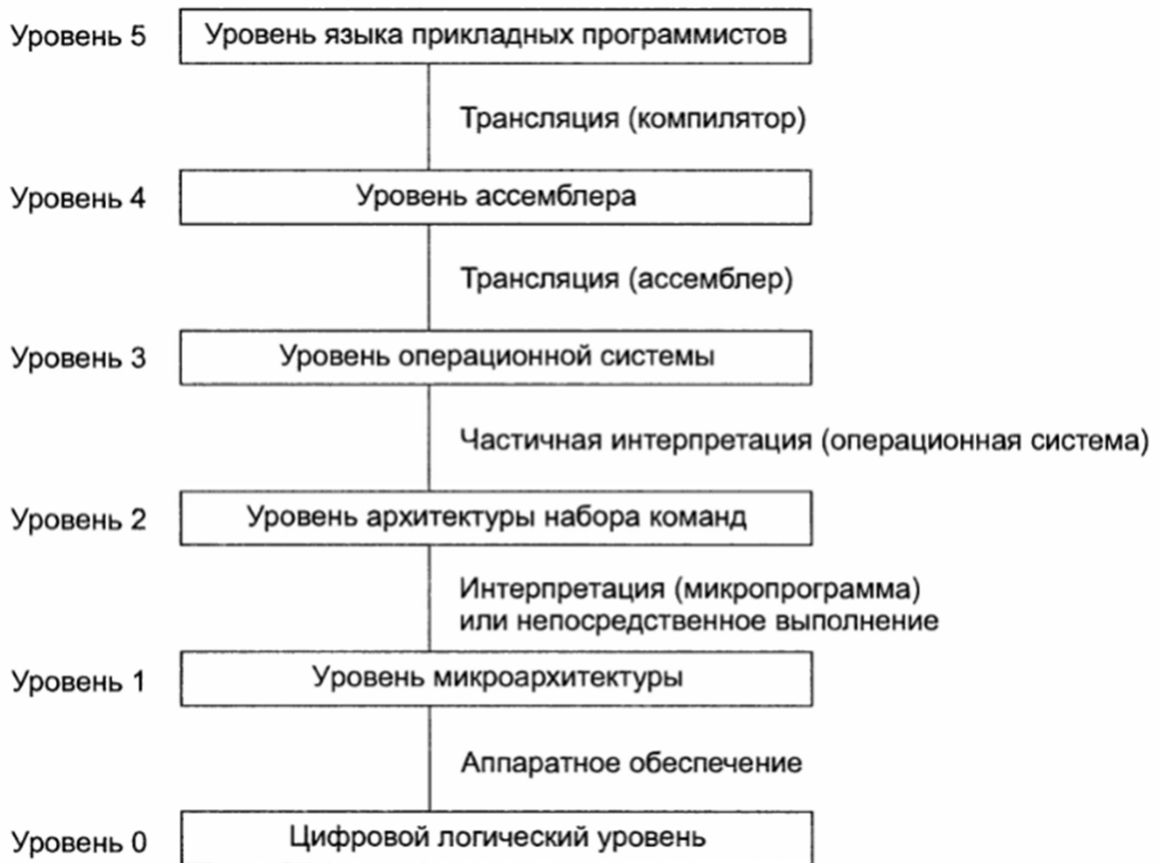 Уровень 5
Уровень языка прикладных программистов
Трансляция (компилятор)
Уровень 4
Уровень ассемблера
Трансляция (ассемблер)
Уровень 3
Уровень операционной системы
Частичная интерпретация (операционная система)
Уровень 2
Уровень архитектуры набора команд
Интерпретация (микропрограмма)
или непосредственное выполнение
Уровень 1
Уровень микроархитектуры
Аппаратное обеспечение
Уровень 0
Цифровой логический уровень